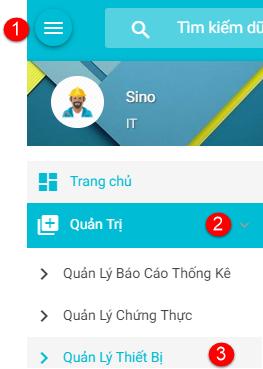 1
Tìm kiếm dữ
Sino
IT
Trang chủ
Quản Trị 2
Quản Lý Báo Cáo Thống Kê
Quản Lý Chứng Thực
Quản Lý Thiết Bị 3